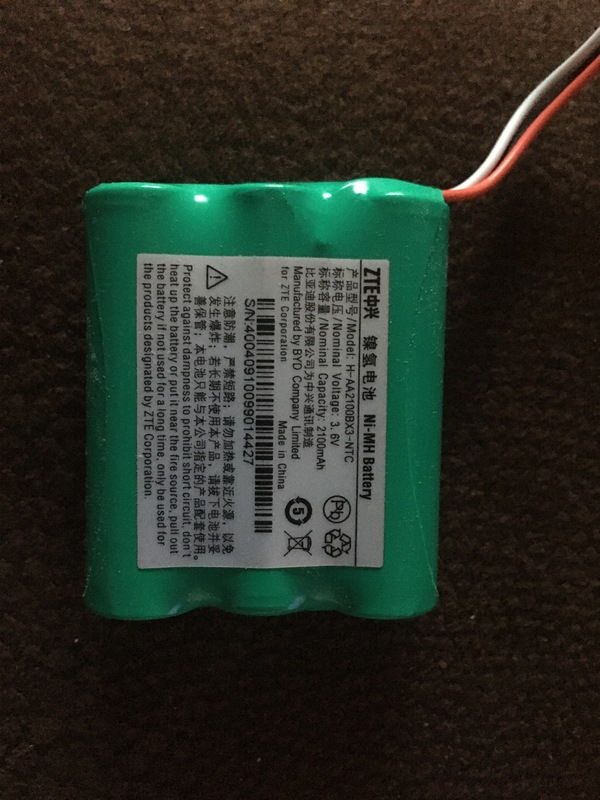 ZTE中兴 镍氢电池 Ni-MH Battery
产品型号/Model: H-AA2100BX3-NTC
标称电压/Nominal Voltage: 3.6V
标称容量/Nominal Capacity: 2100mAh
比亚迪股份有限公司为中兴通讯制造
Manufactured by BYD Company Limited
for ZTE Corporation
Made in China
Pb
5
S/N:40040910099014427
注意防潮，严禁短路；请勿加热或靠近火源，以免
发生爆炸；若长期不使用本产品，请拔下电池并妥
善保管；本电池只能与本公司指定的产品配套使用。
Protect against dampness to prohibit short circuit, don't
heat up the battery or put it near the fire source, pull out
the battery if not used for a long time, only be used for
the products designated by ZTE Corporation.